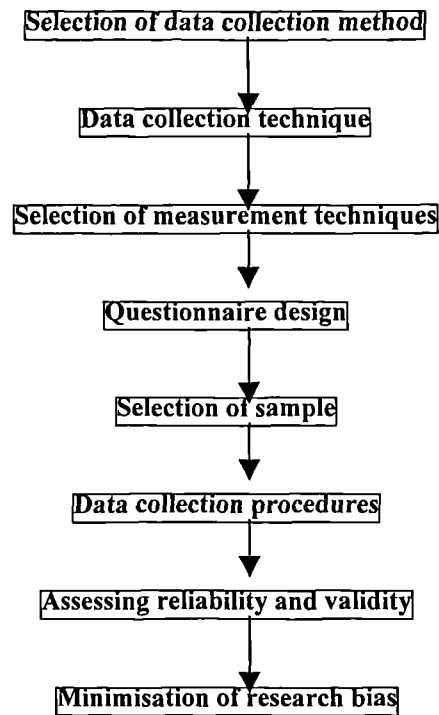 Selection of data collection method
Data collection technique
Selection of measurement techniques
Questionnaire design
Selection of sample
Data collection procedures
Assessing reliability and validity
Minimisation of research bias